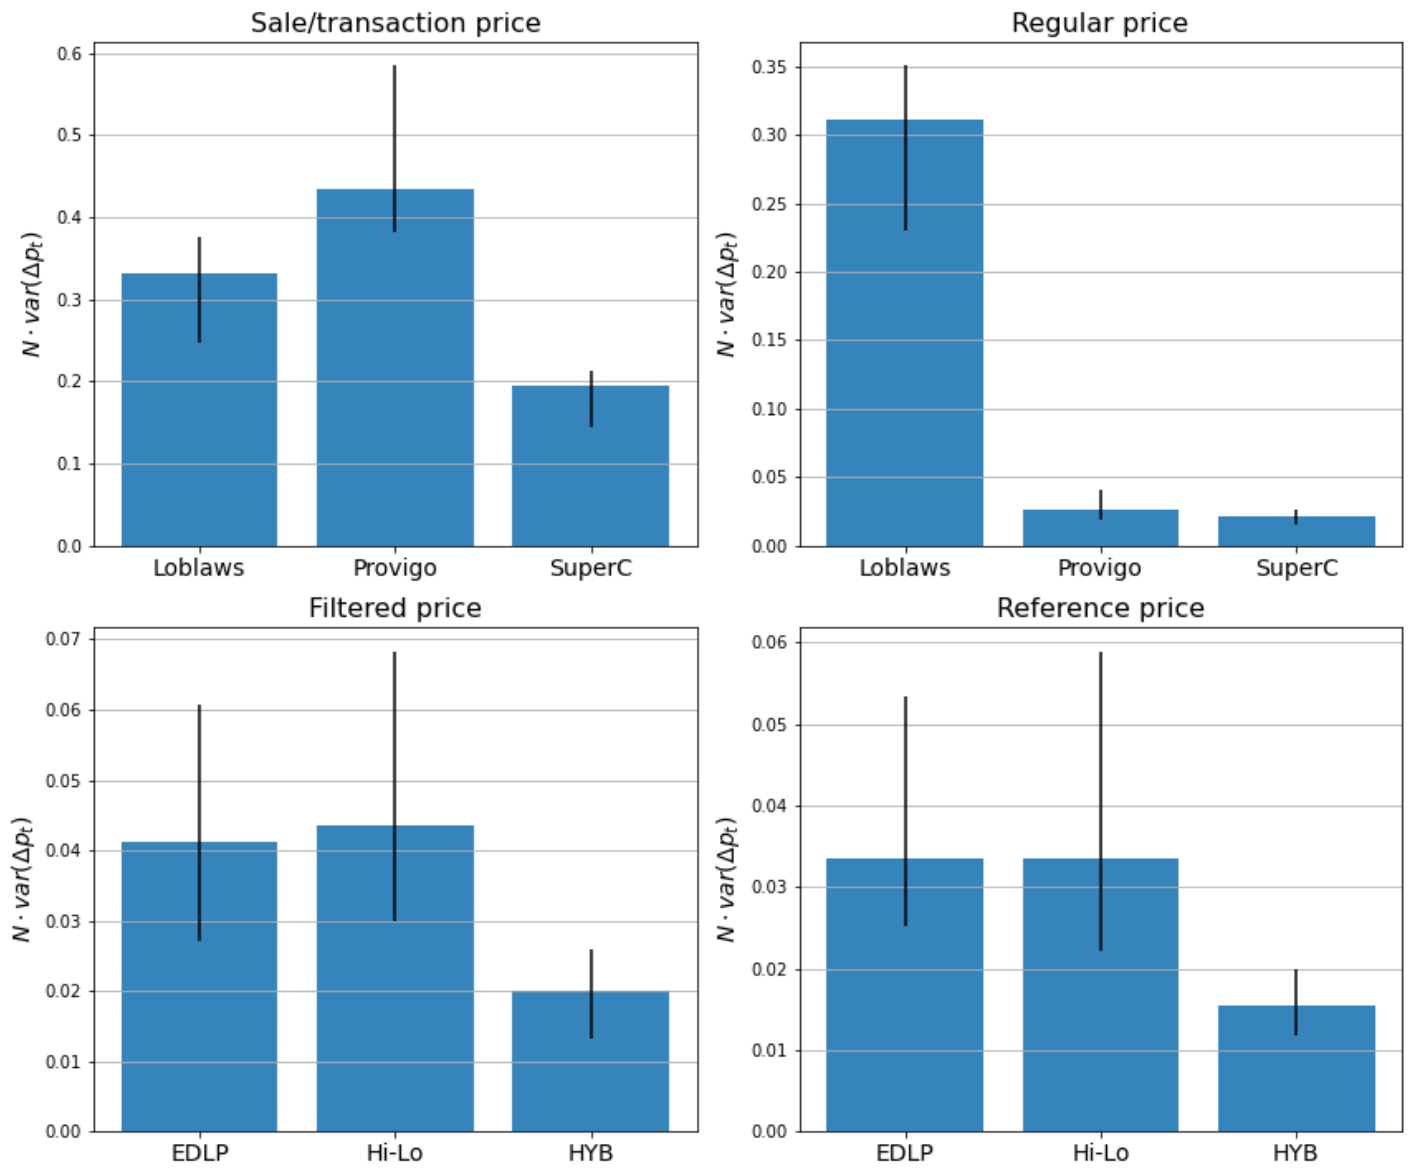 Sale/transaction price
N · var(Δpₜ)
0.6
0.5
0.4
0.3
0.2
0.1
0.0
Loblaws Provigo SuperC
Regular price
N · var(Δpₜ)
0.35
0.30
0.25
0.20
0.15
0.10
0.05
0.00
Loblaws Provigo SuperC
Filtered price
N · var(Δpₜ)
0.07
0.06
0.05
0.04
0.03
0.02
0.01
0.00
EDLP Hi-Lo HYB
Reference price
N · var(Δpₜ)
0.06
0.05
0.04
0.03
0.02
0.01
0.00
EDLP Hi-Lo HYB